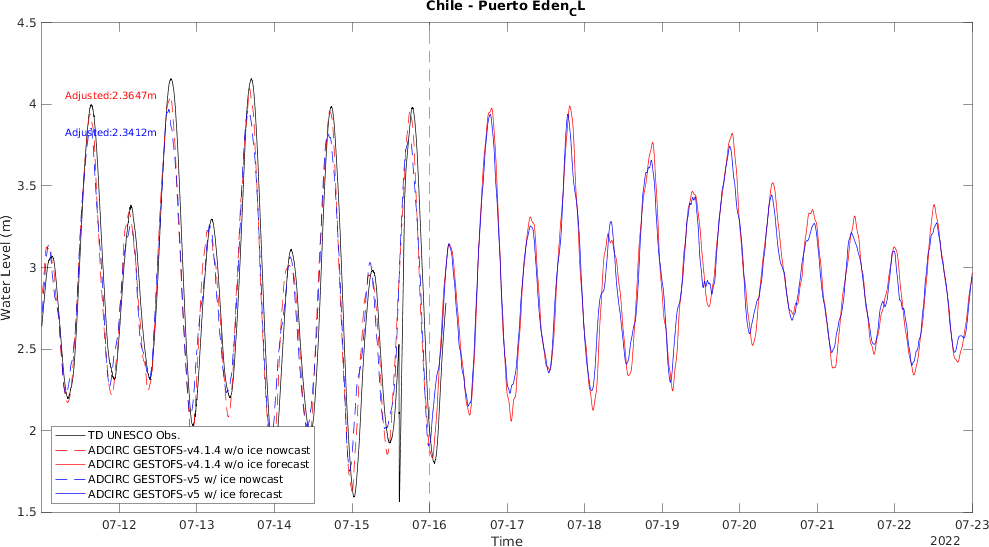 Chile - Puerto Eden_CL
Water Level (m)
4.5
4
3.5
3
2.5
2
1.5
Adjusted:2.3647m
Adjusted:2.3412m
TD UNESCO Obs.
ADCIRC GESTOFS-v4.1.4 w/o ice nowcast
ADCIRC GESTOFS-v4.1.4 w/o ice forecast
ADCIRC GESTOFS-v5 w/ ice nowcast
ADCIRC GESTOFS-v5 w/ ice forecast
07-12 07-13 07-14 07-15 07-16 07-17 07-18 07-19 07-20 07-21 07-22 07-23
Time
2022